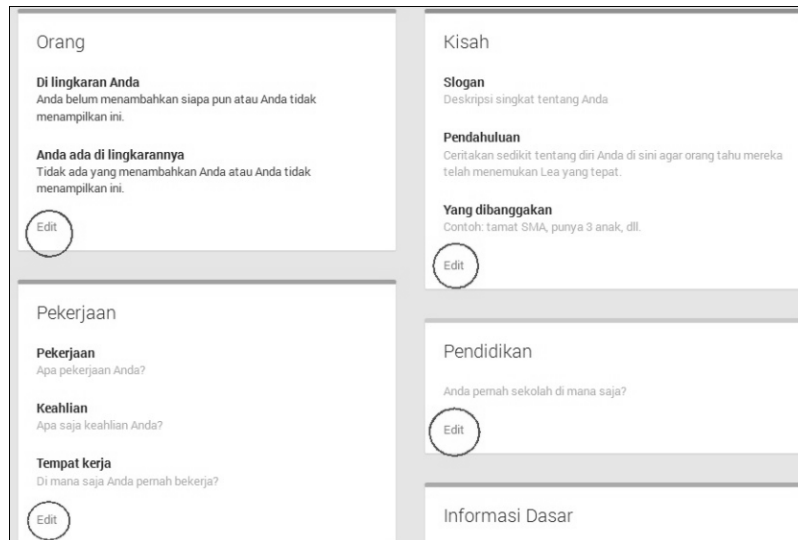 Orang
Di lingkaran Anda
Anda belum menambahkan siapa pun atau Anda tidak
menampilkan ini.
Anda ada di lingkarannya
Tidak ada yang menambahkan Anda atau Anda tidak
menampilkan ini.
Edit
Pekerjaan
Pekerjaan
Apa pekerjaan Anda?
Keahlian
Apa saja keahlian Anda?
Tempat kerja
Di mana saja Anda pernah bekerja?
Edit
Kisah
Slogan
Deskripsi singkat tentang Anda
Pendahuluan
Ceritakan sedikit tentang diri Anda di sini agar orang tahu mereka
telah menemukan Lea yang tepat.
Yang dibanggakan
Contoh: tamat SMA, punya 3 anak, dll.
Edit
Pendidikan
Anda pernah sekolah di mana saja?
Edit
Informasi Dasar